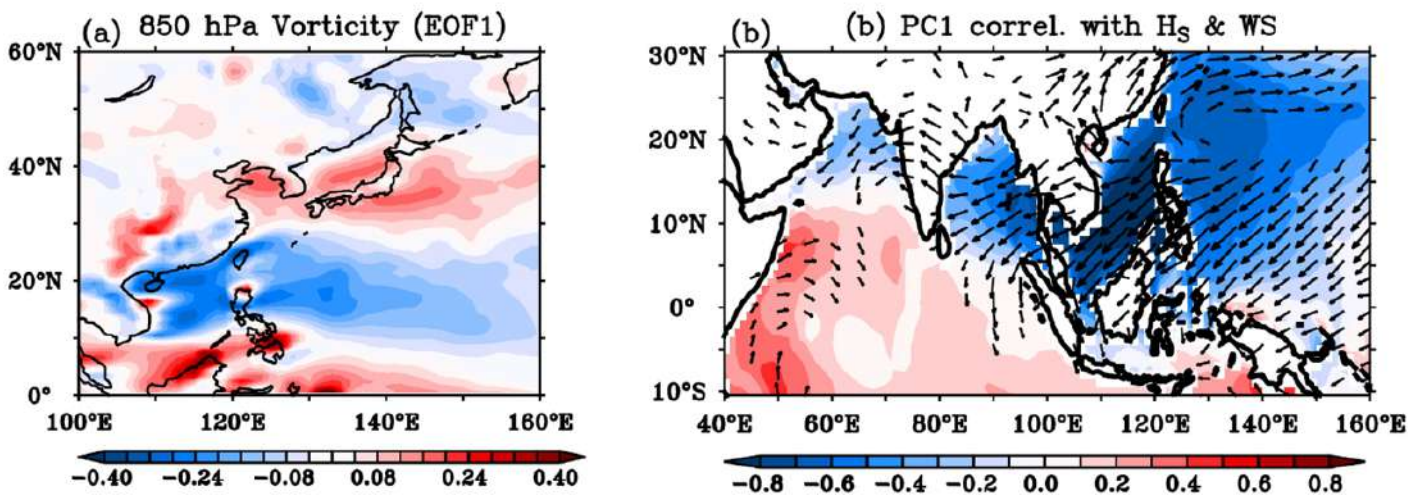 (a) 850 hPa Vorticity (EOF1)
60°N
40°N
20°N
0°
100°E 120°E 140°E 160°E
−0.40 −0.24 −0.08 0.08 0.24 0.40
(b) (b) PC1 correl. with H_S & WS
30°N
20°N
10°N
0°
10°S
40°E 60°E 80°E 100°E 120°E 140°E 160°E
−0.8 −0.6 −0.4 −0.2 0.0 0.2 0.4 0.6 0.8